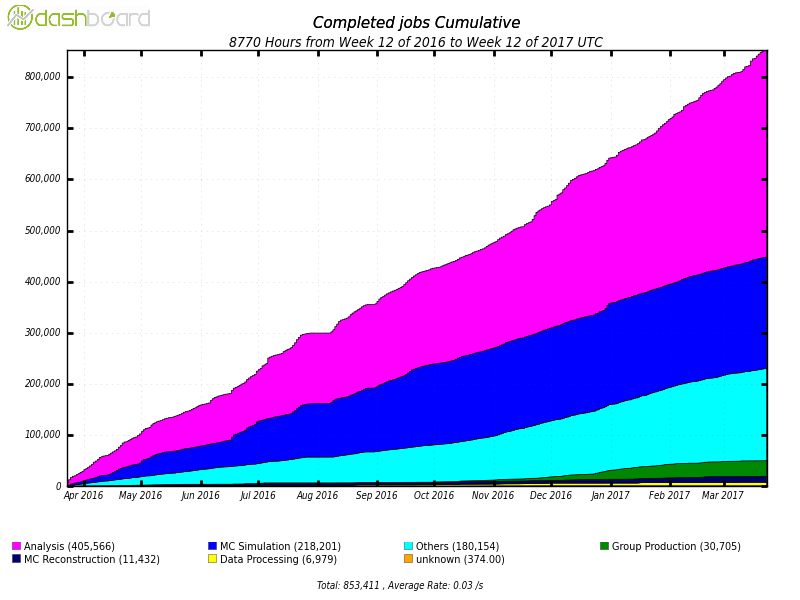 dashboard
Completed jobs Cumulative
8770 Hours from Week 12 of 2016 to Week 12 of 2017 UTC
800,000
700,000
600,000
500,000
400,000
300,000
200,000
100,000
0
Apr 2016 May 2016 Jun 2016 Jul 2016 Aug 2016 Sep 2016 Oct 2016 Nov 2016 Dec 2016 Jan 2017 Feb 2017 Mar 2017
Analysis (405,566) MC Simulation (218,201) Others (180,154) Group Production (30,705)
MC Reconstruction (11,432) Data Processing (6,979) unknown (374.00)
Total: 853,411 , Average Rate: 0.03 /s